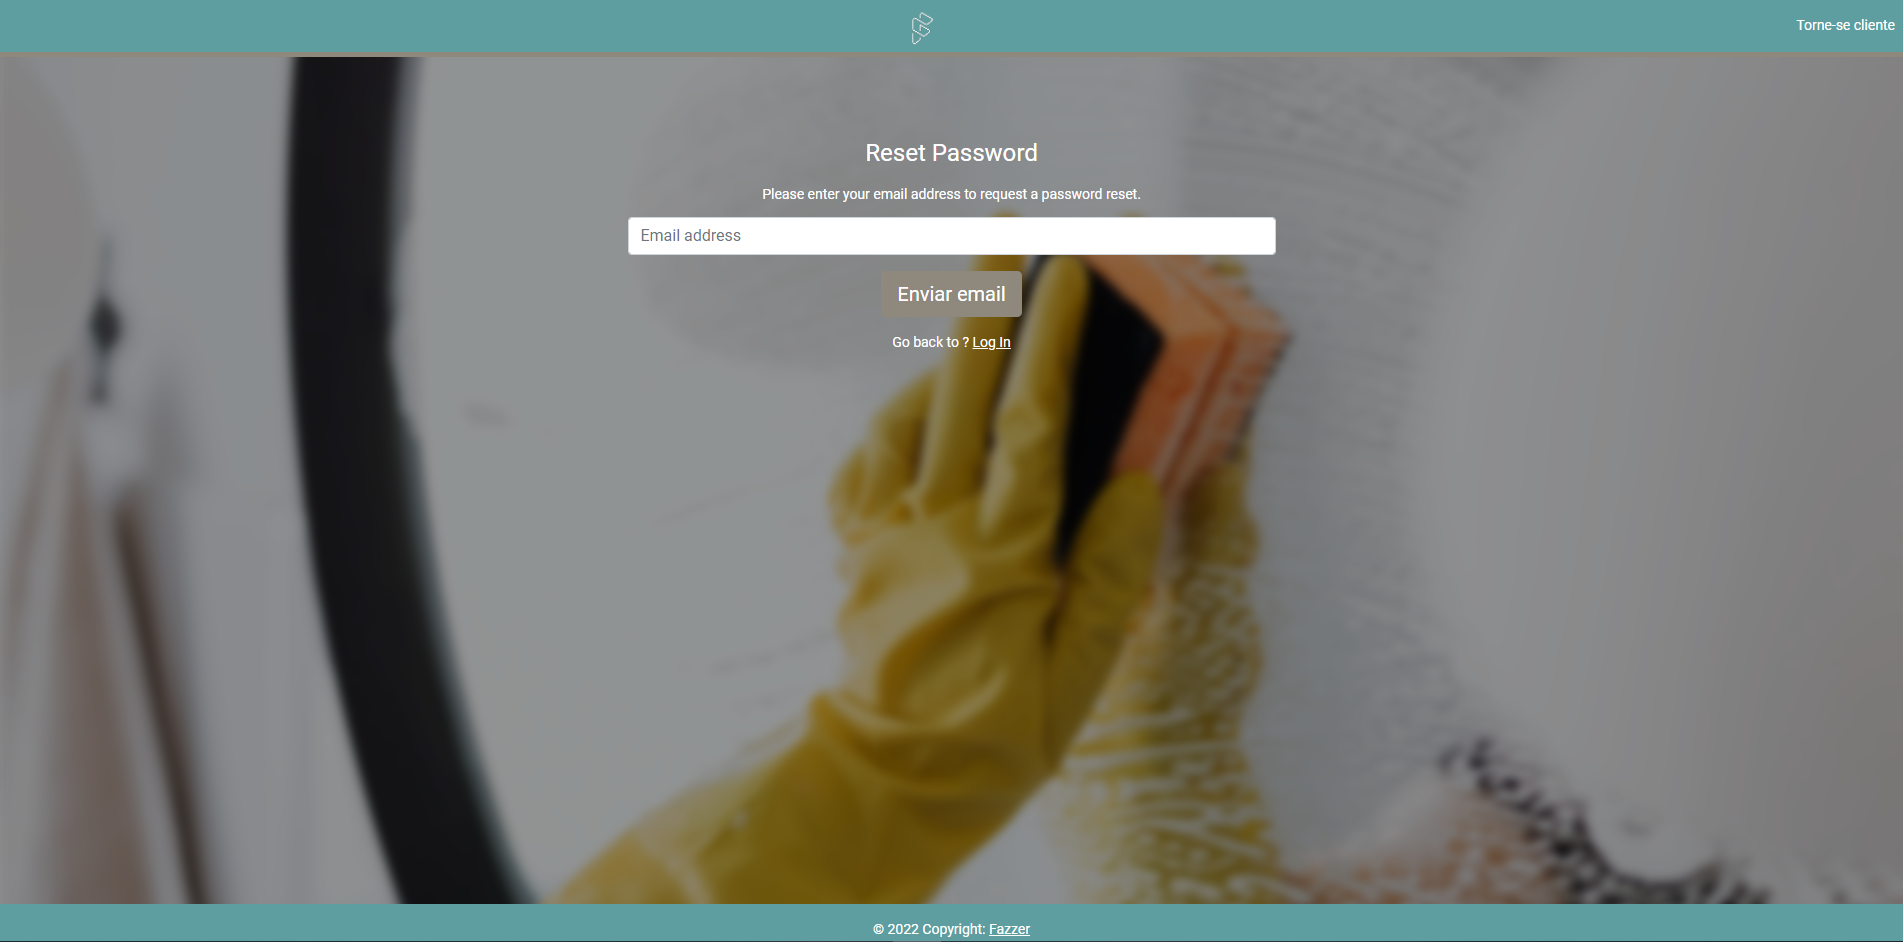 Torne-se cliente
Reset Password
Please enter your email address to request a password reset.
Email address
Enviar email
Go back to ? Log In
© 2022 Copyright: Fazzer